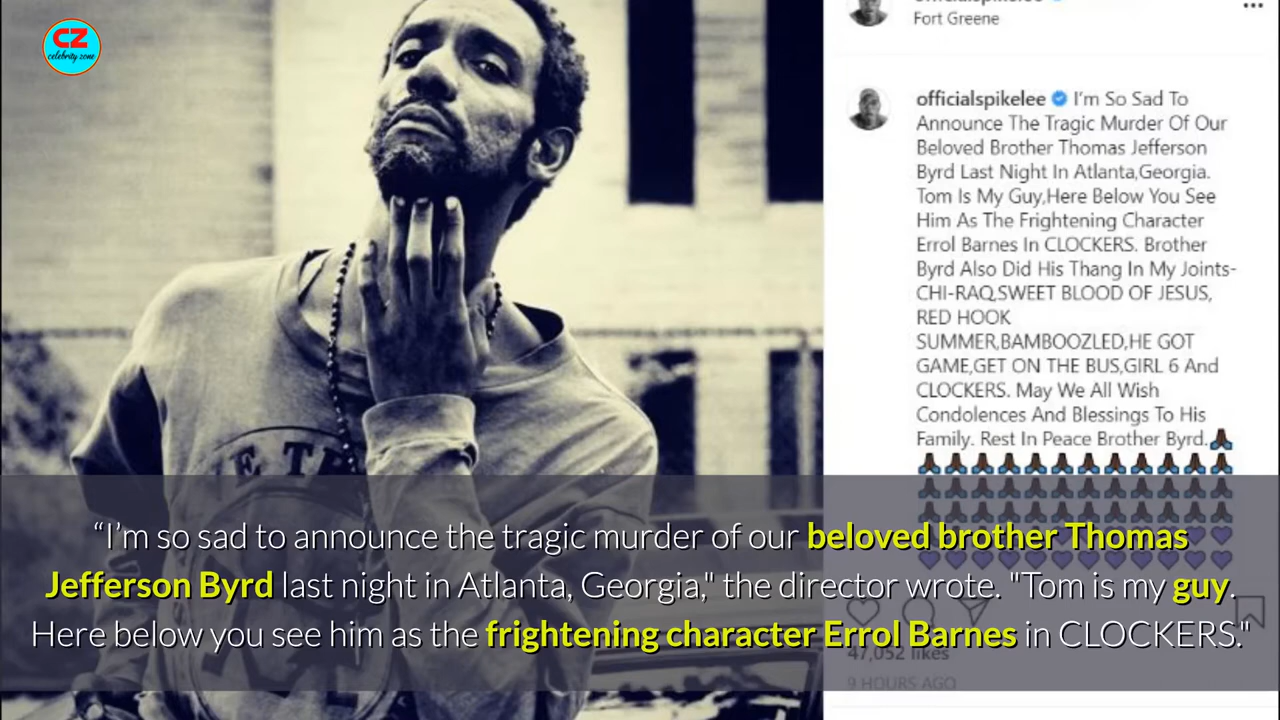 CZ
celebrity zone
officialspikelee
Fort Greene
officialspikelee I'm So Sad To
Announce The Tragic Murder Of Our
Beloved Brother Thomas Jefferson
Byrd Last Night In Atlanta,Georgia.
Tom Is My Guy,Here Below You See
Him As The Frightening Character
Errol Barnes In CLOCKERS. Brother
Byrd Also Did His Thang In My Joints-
CHI-RAQ,SWEET BLOOD OF JESUS,
RED HOOK
SUMMER,BAMBOOZLED,HE GOT
GAME,GET ON THE BUS,GIRL 6 And
CLOCKERS. May We All Wish
Condolences And Blessings To His
Family. Rest In Peace Brother Byrd.
47,052 likes
9 HOURS AGO
“I’m so sad to announce the tragic murder of our beloved brother Thomas
Jefferson Byrd last night in Atlanta, Georgia," the director wrote. "Tom is my guy.
Here below you see him as the frightening character Errol Barnes in CLOCKERS."